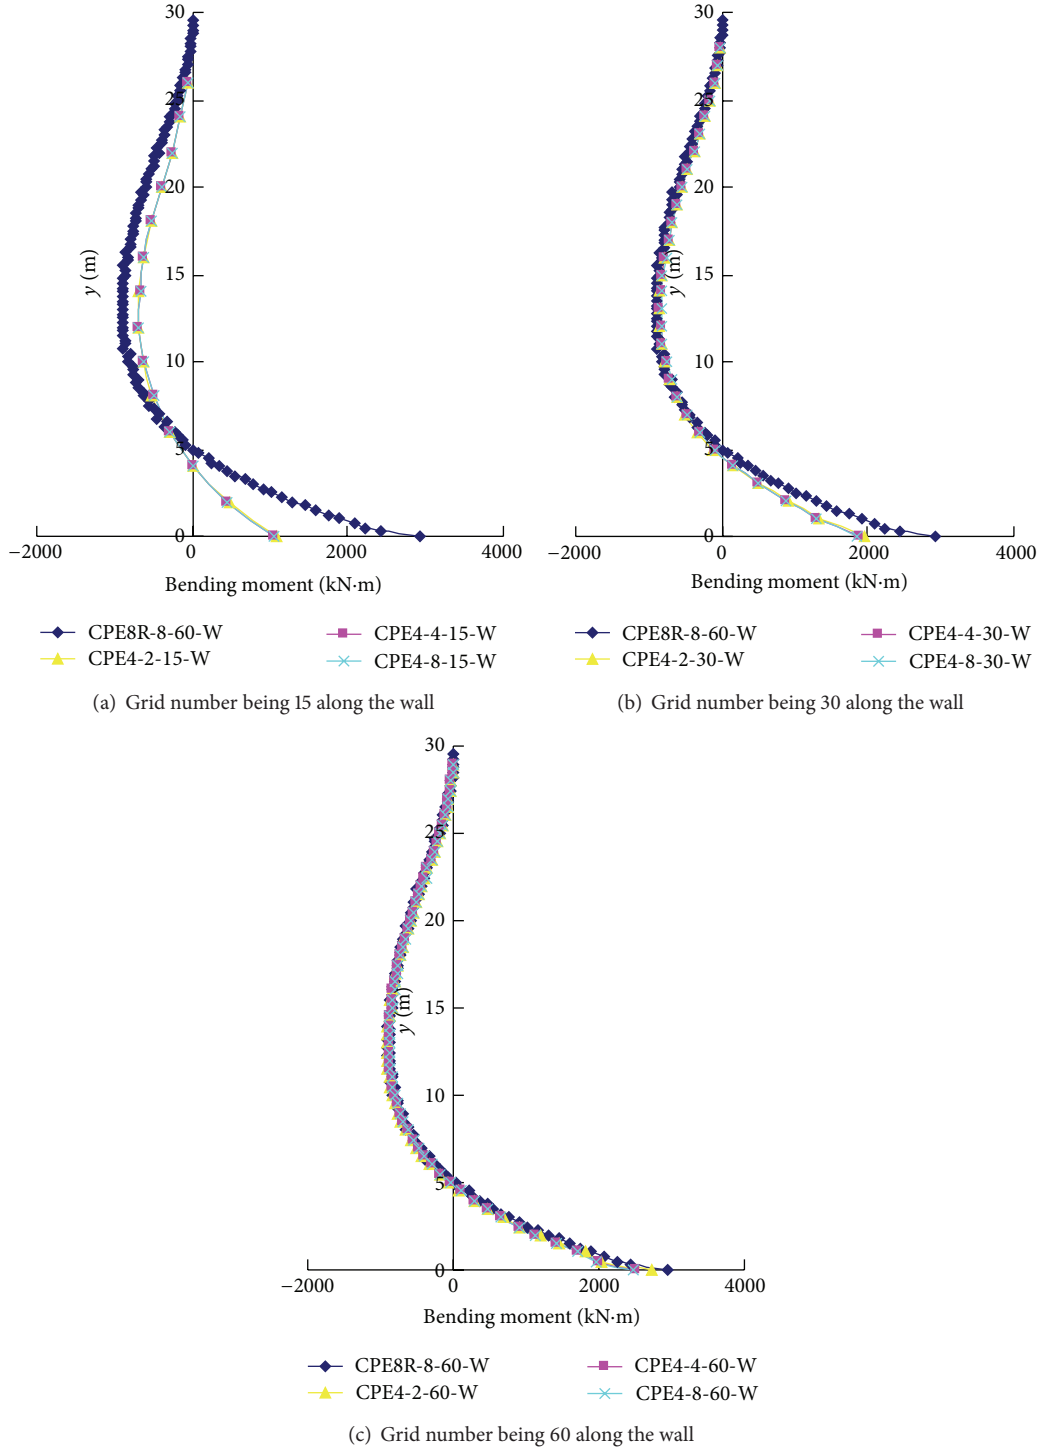 30
25
20
15
10
5
0
y (m)
−2000
0
2000
4000
Bending moment (kN·m)
CPE8R-8-60-W
CPE4-2-15-W
CPE4-4-15-W
CPE4-8-15-W
(a) Grid number being 15 along the wall
30
25
20
15
10
5
0
y (m)
−2000
0
2000
4000
Bending moment (kN·m)
CPE8R-8-60-W
CPE4-2-30-W
CPE4-4-30-W
CPE4-8-30-W
(b) Grid number being 30 along the wall
30
25
20
15
10
5
0
y (m)
−2000
0
2000
4000
Bending moment (kN·m)
CPE8R-8-60-W
CPE4-2-60-W
CPE4-4-60-W
CPE4-8-60-W
(c) Grid number being 60 along the wall